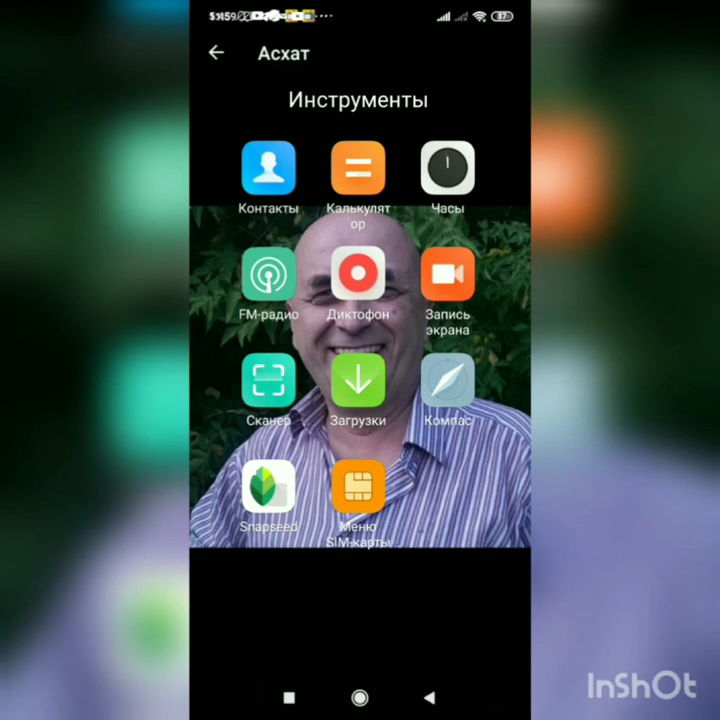 Асхат
Инструменты
Контакты
Калькулят
ор
Часы
FM-радио
Диктофон
Запись
экрана
Сканер
Загрузки
Компас
Snapseed
Меню
SIM-карты
InShOt